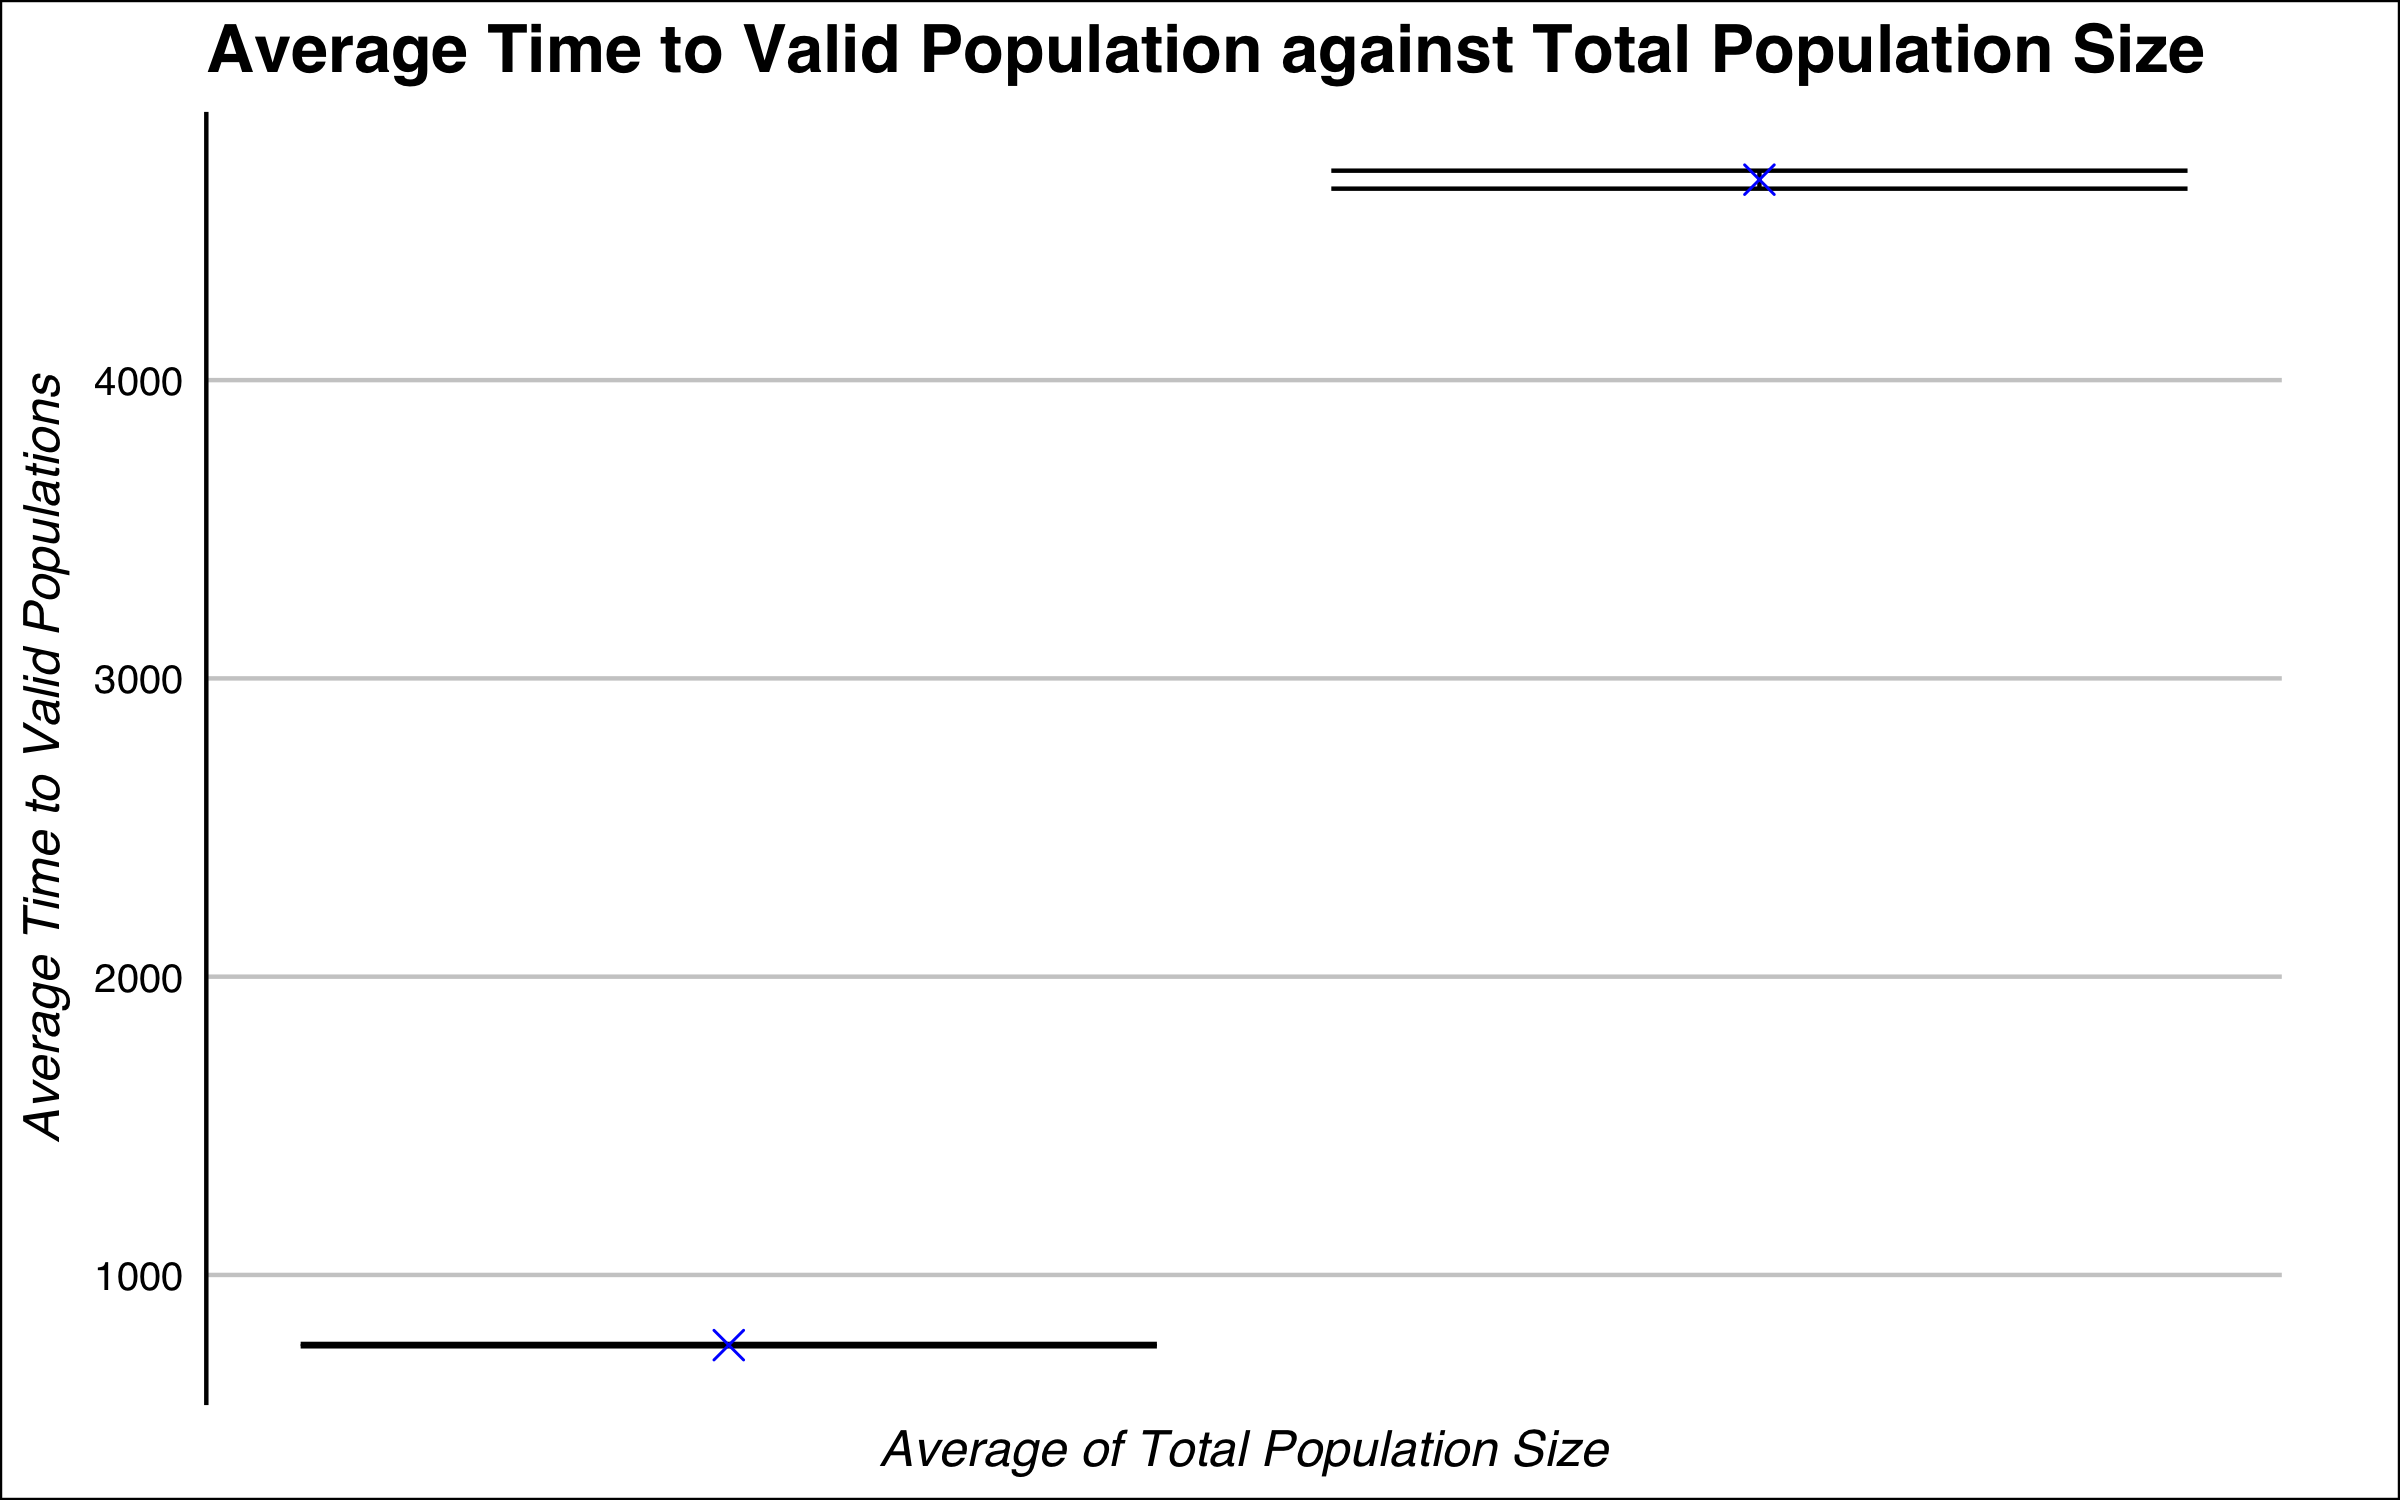 Average Time to Valid Population against Total Population Size
Average Time to Valid Populations
4000
3000
2000
1000
Average of Total Population Size